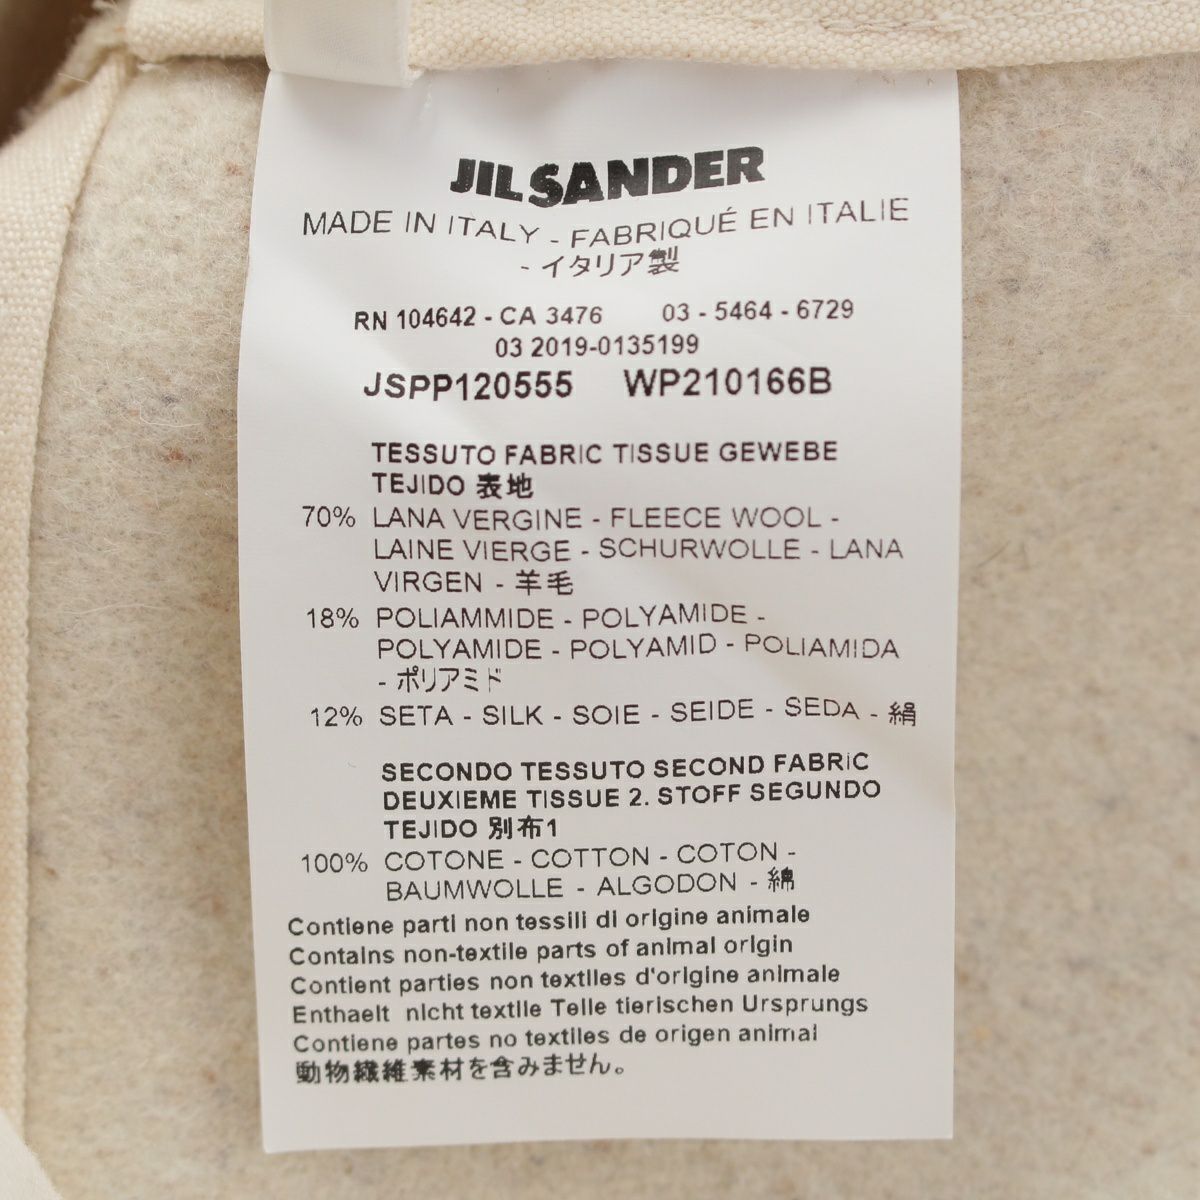 JIL SANDER
MADE IN ITALY - FABRIQUÉ EN ITALIE
- イタリア製
RN 104642 - CA 3476 03 - 5464 - 6729
03 2019-0135199
JSPP120555 WP210166B
TESSUTO FABRIC TISSUE GEWEBE
TEJIDO 表地
70% LANA VERGINE - FLEECE WOOL -
LAINE VIERGE - SCHURWOLLE - LANA
VIRGEN - 羊毛
18% POLIAMMIDE - POLYAMIDE -
POLYAMIDE - POLYAMID - POLIAMIDA
- ポリアミド
12% SETA - SILK - SOIE - SEIDE - SEDA - 絹
SECONDO TESSUTO SECOND FABRIC
DEUXIEME TISSUE 2. STOFF SEGUNDO
TEJIDO 別布1
100% COTONE - COTTON - COTON -
BAUMWOLLE - ALGODON - 綿
Contiene parti non tessili di origine animale
Contains non-textile parts of animal origin
Contient parties non textiles d'origine animale
Enthaelt nicht textile Teile tierischen Ursprungs
Contiene partes no textiles de origen animal
動物繊維素材を含みません。